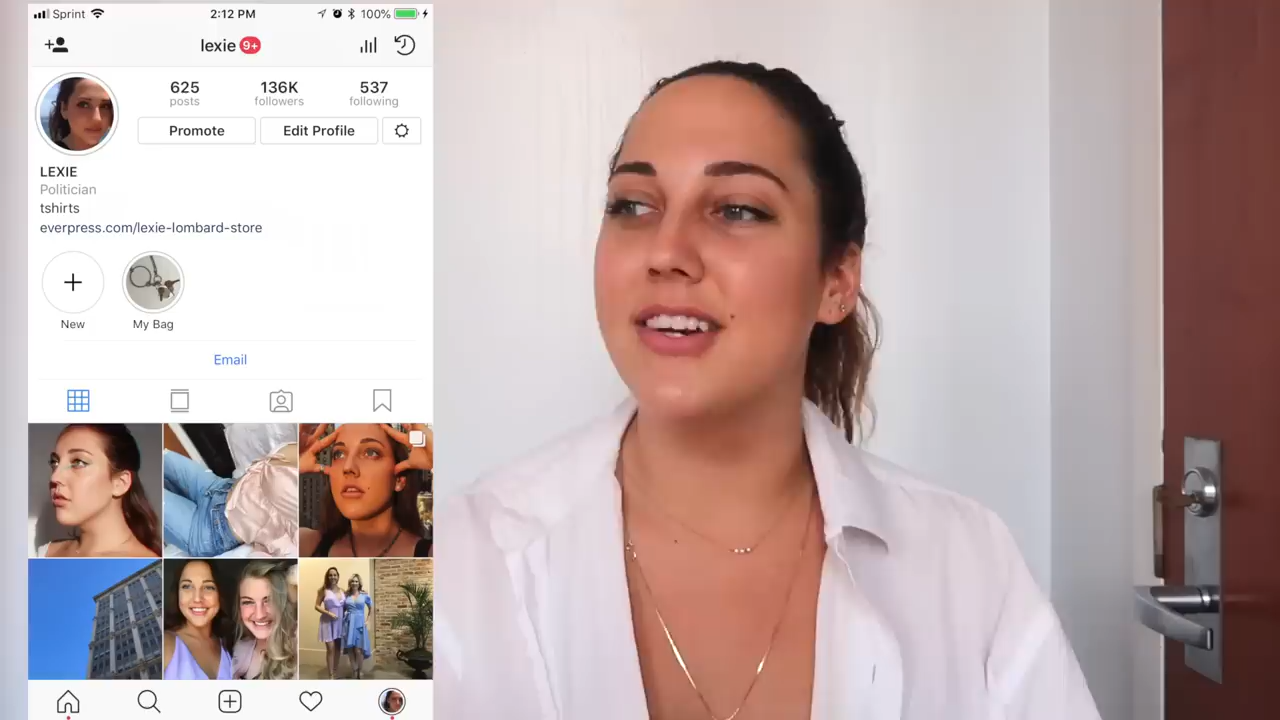 Sprint 2:12 PM 100%
lexie 9+
625 136K 537
posts followers following
Promote Edit Profile
LEXIE
Politician
tshirts
everpress.com/lexie-lombard-store
New My Bag
Email